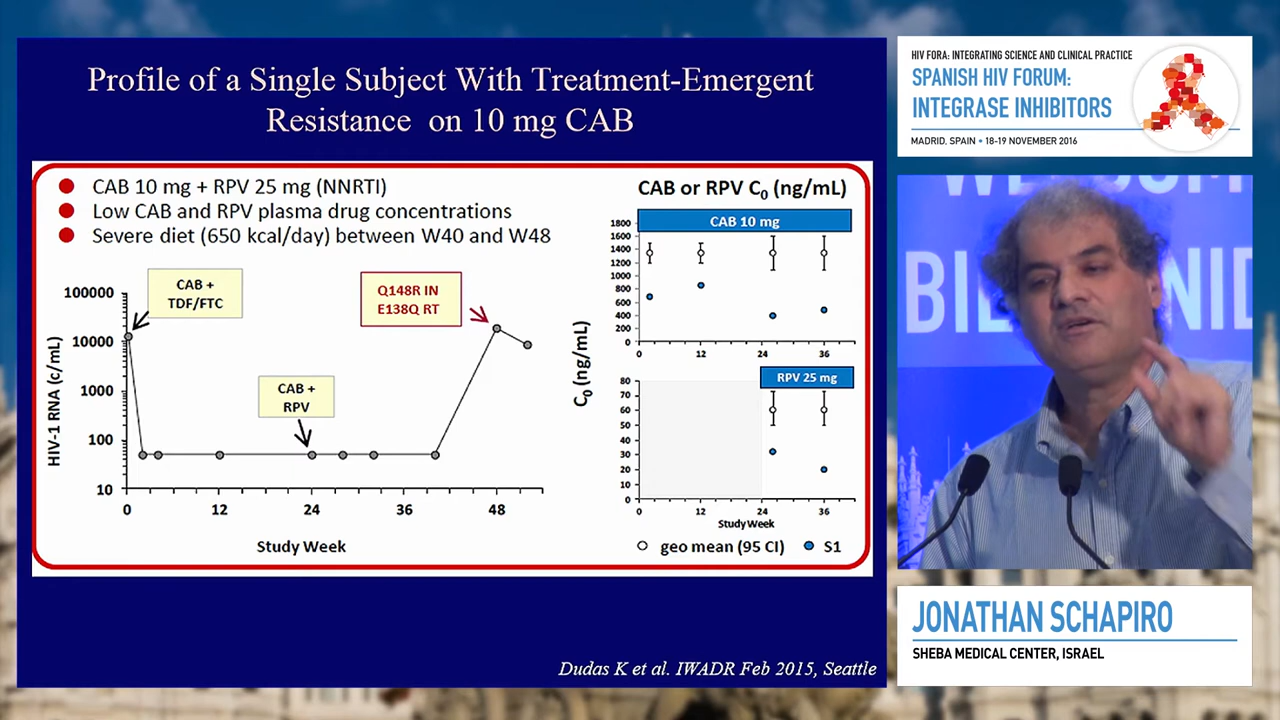 Profile of a Single Subject With Treatment-Emergent
Resistance on 10 mg CAB
CAB 10 mg + RPV 25 mg (NNRTI)
Low CAB and RPV plasma drug concentrations
Severe diet (650 kcal/day) between W40 and W48
HIV-1 RNA (c/mL)
100000
10000
1000
100
10
CAB +
TDF/FTC
CAB +
RPV
Q148R IN
E138Q RT
0
12
24
36
48
Study Week
CAB or RPV C0 (ng/mL)
CAB 10 mg
C0 (ng/mL)
1800
1600
1400
1200
1000
800
600
400
200
0
0
12
24
36
RPV 25 mg
80
70
60
50
40
30
20
10
0
0
12
24
36
Study Week
geo mean (95 CI)
S1
Dudas K et al. IWADR Feb 2015, Seattle
HIV FORA: INTEGRATING SCIENCE AND CLINICAL PRACTICE
SPANISH HIV FORUM:
INTEGRASE INHIBITORS
MADRID, SPAIN • 18-19 NOVEMBER 2016
JONATHAN SCHAPIRO
SHEBA MEDICAL CENTER, ISRAEL